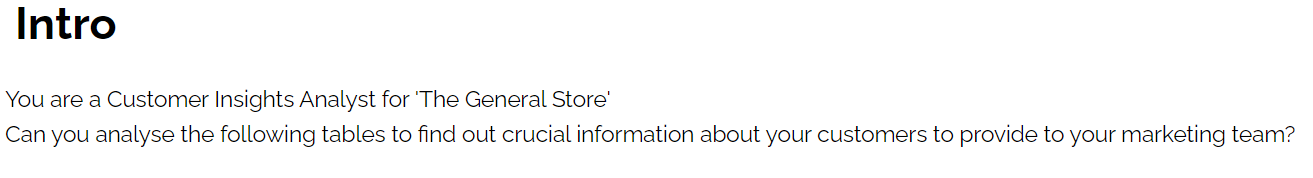 Intro
You are a Customer Insights Analyst for 'The General Store'
Can you analyse the following tables to find out crucial information about your customers to provide to your marketing team?